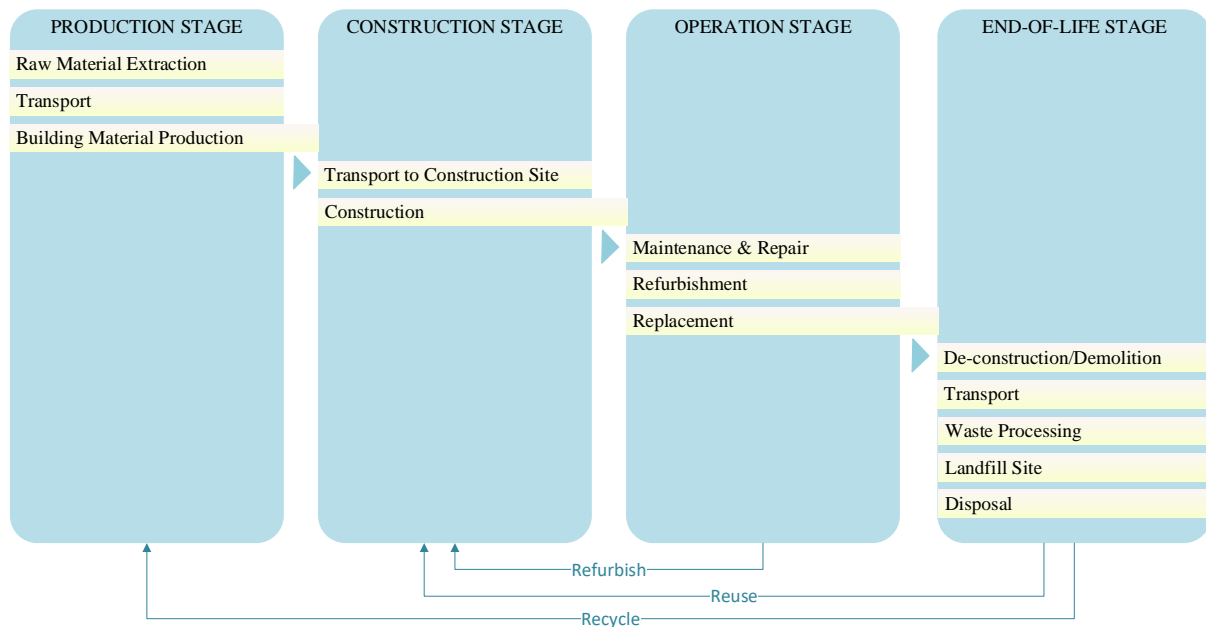 PRODUCTION STAGE
Raw Material Extraction
Transport
Building Material Production
CONSTRUCTION STAGE
Transport to Construction Site
Construction
OPERATION STAGE
Maintenance & Repair
Refurbishment
Replacement
END-OF-LIFE STAGE
De-construction/Demolition
Transport
Waste Processing
Landfill Site
Disposal
Refurbish
Reuse
Recycle